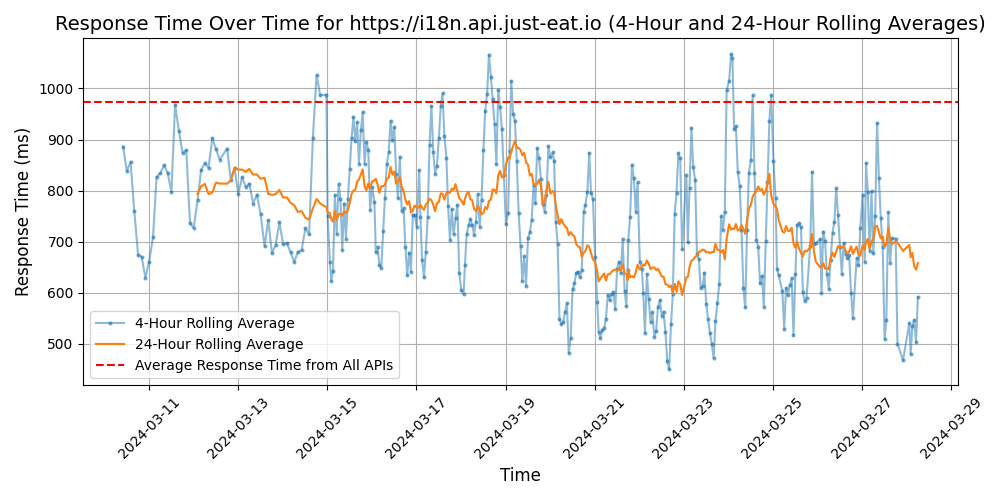 Response Time Over Time for https://i18n.api.just-eat.io (4-Hour and 24-Hour Rolling Averages)
Response Time (ms)
1000
900
800
700
600
500
4-Hour Rolling Average
24-Hour Rolling Average
Average Response Time from All APIs
2024-03-11
2024-03-13
2024-03-15
2024-03-17
2024-03-19
2024-03-21
2024-03-23
2024-03-25
2024-03-27
2024-03-29
Time